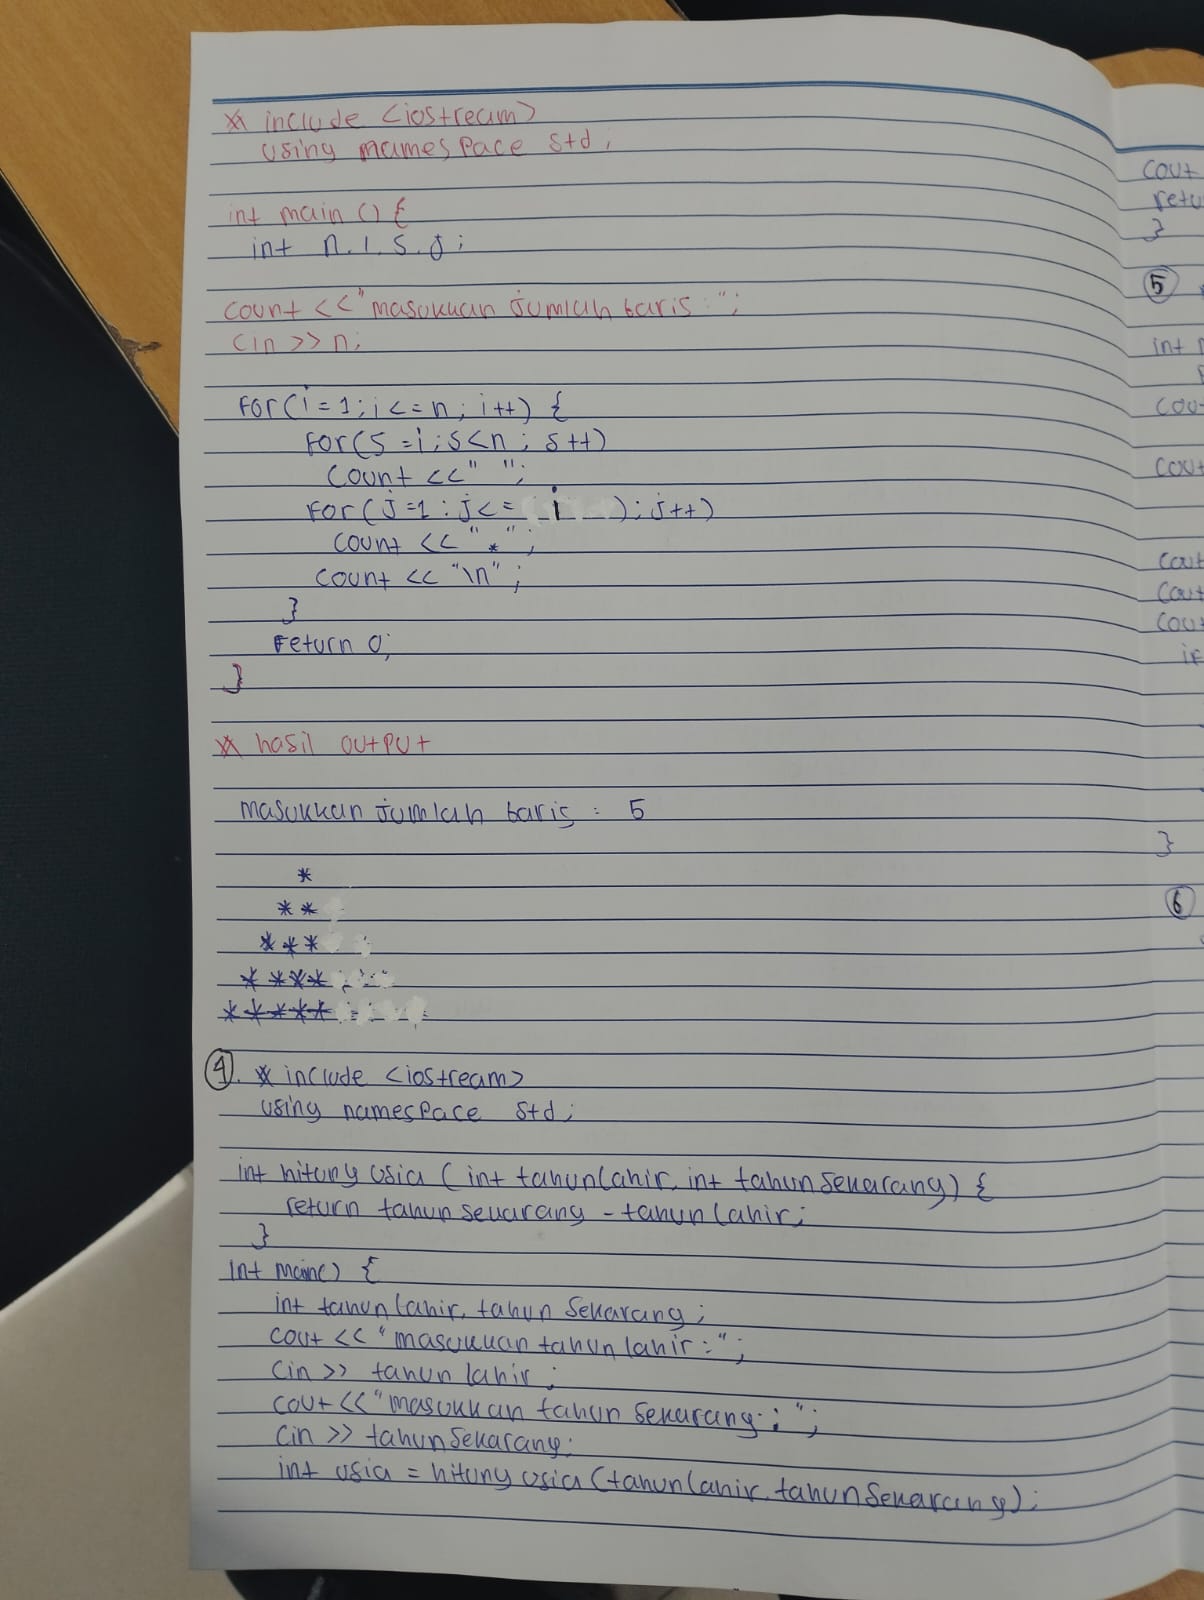 # include <iostream>
using mamespace std;
int main () {
int n, i, s, j;
count <<"masukkan jumlah baris : ";
cin >> n;
for(i = 1; i <= n; i++) {
for(s = i; s<n; s++)
count <<" ";
for(j=1; j<= i ); j++)
count << "*";
count << "\n";
}
return 0;
}
* hasil output
masukkan jumlah baris : 5
*
* *
* * *
* * * *
* * * * *
4. # include <iostream>
using namespace std;
int hitung usia (int tahun lahir, int tahun sekarang) {
return tahun sekarang - tahun lahir;
}
int main() {
int tahun lahir, tahun sekarang;
cout << "masukkan tahun lahir :";
cin >> tahun lahir;
cout << "masukkan tahun sekarang : ";
cin >> tahun sekarang;
int usia = hitung usia (tahun lahir, tahun sekarang);
cout
}
5
int
cout
cout
cout
cout
if
}
6